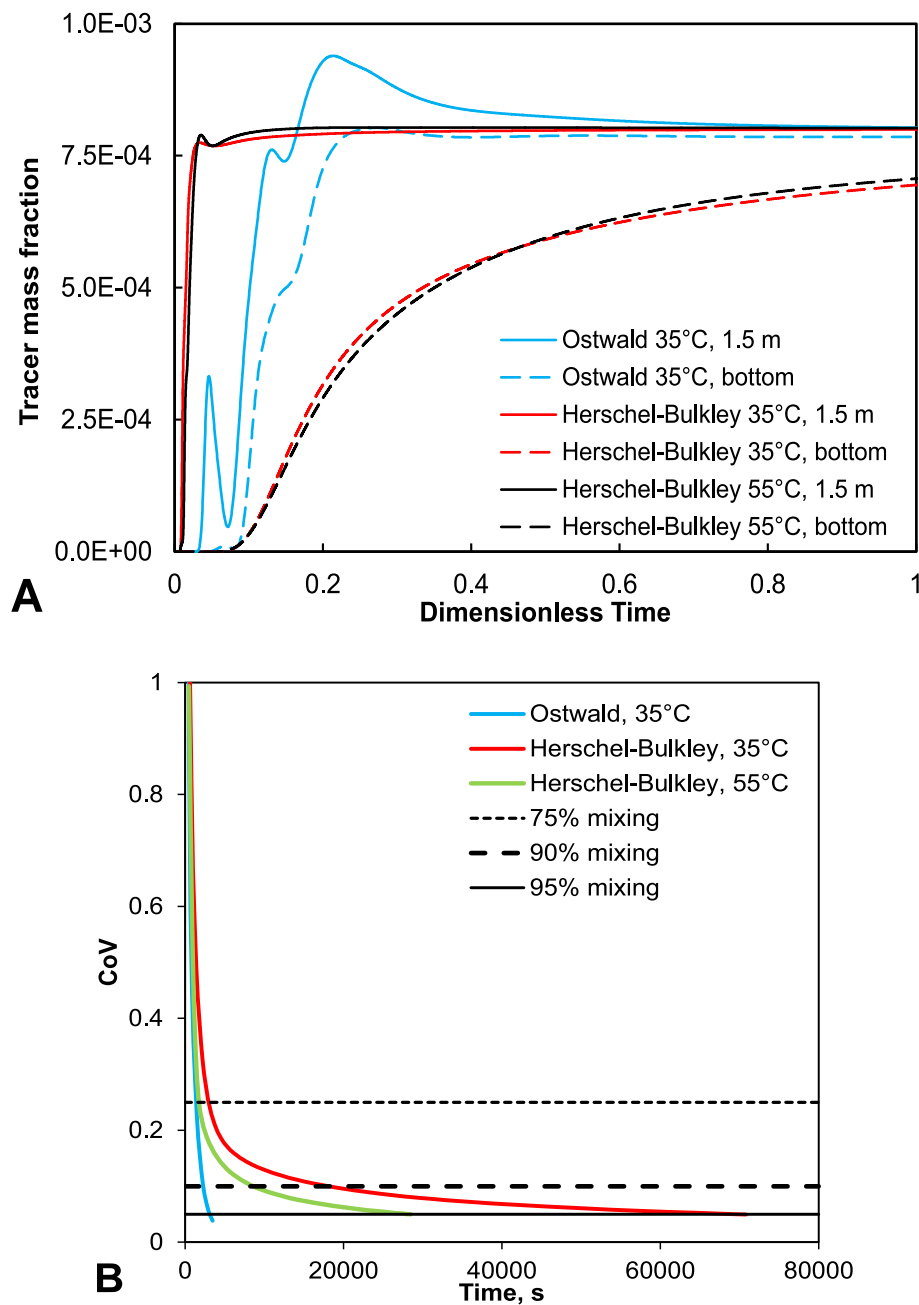 1.0E-03
7.5E-04
5.0E-04
2.5E-04
0.0E+00
Tracer mass fraction
Ostwald 35°C, 1.5 m
Ostwald 35°C, bottom
Herschel-Bulkley 35°C, 1.5 m
Herschel-Bulkley 35°C, bottom
Herschel-Bulkley 55°C, 1.5 m
Herschel-Bulkley 55°C, bottom
0 0.2 0.4 0.6 0.8 1
Dimensionless Time
A
1
0.8
0.6
0.4
0.2
0
CoV
Ostwald, 35°C
Herschel-Bulkley, 35°C
Herschel-Bulkley, 55°C
75% mixing
90% mixing
95% mixing
0 20000 40000 60000 80000
Time, s
B